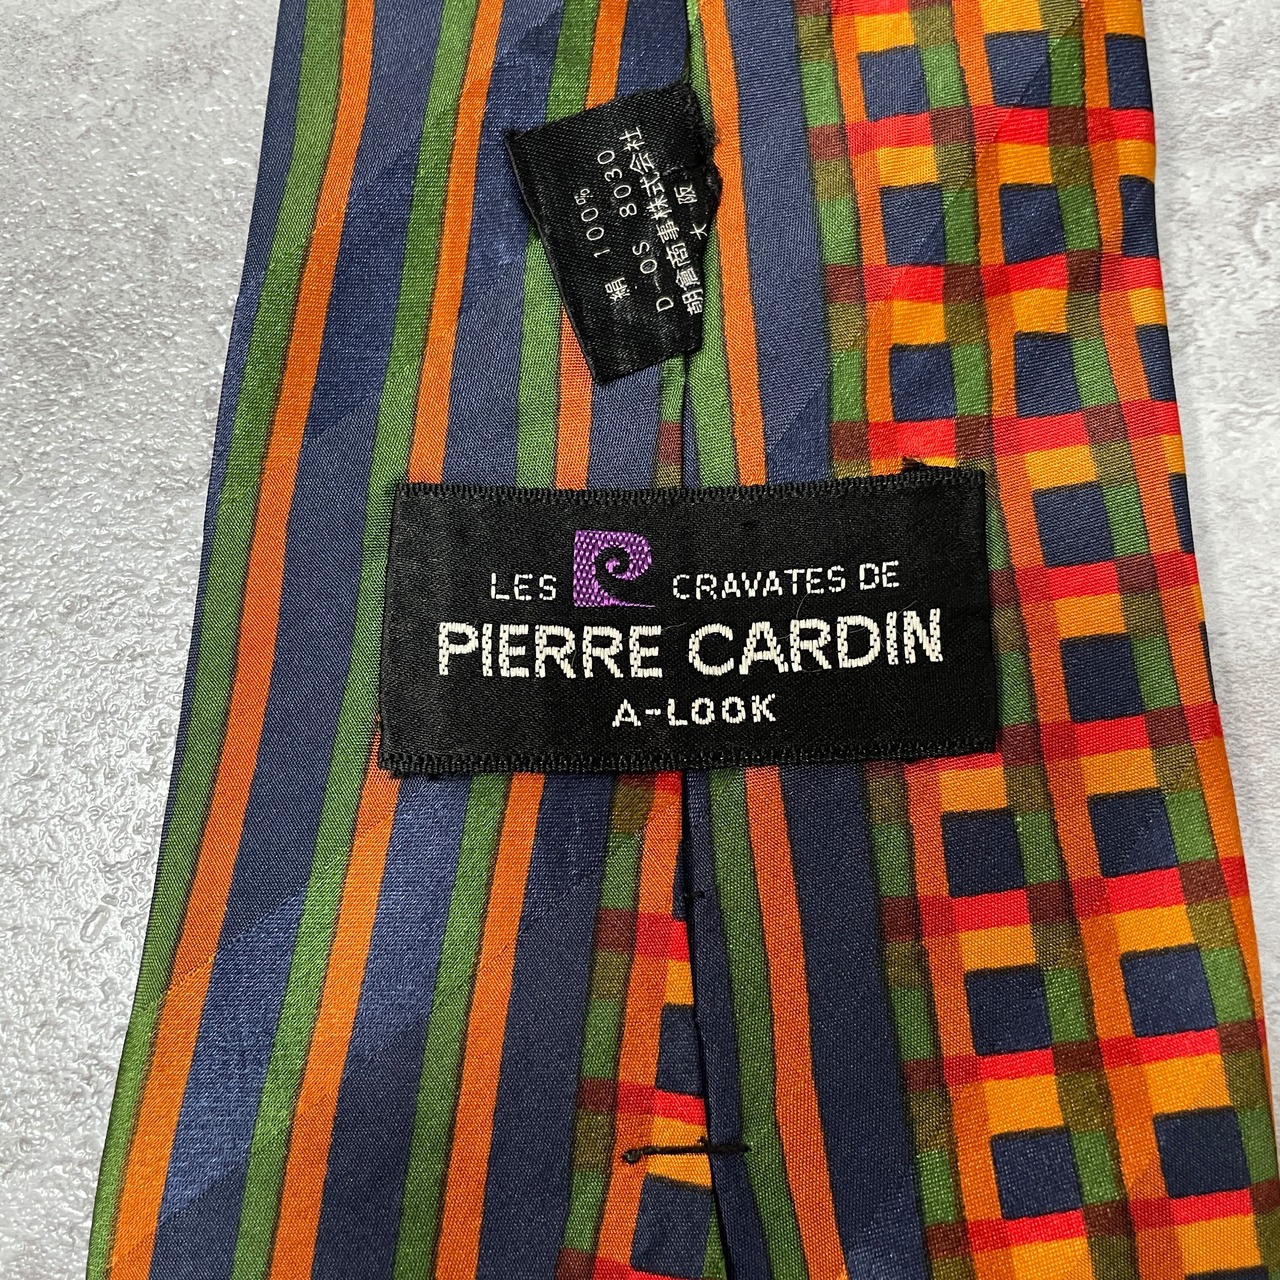 絹 100%
D-OS 8030
朝倉商事株式会社
大阪
LES CRAVATES DE
PIERRE CARDIN
A-LOOK